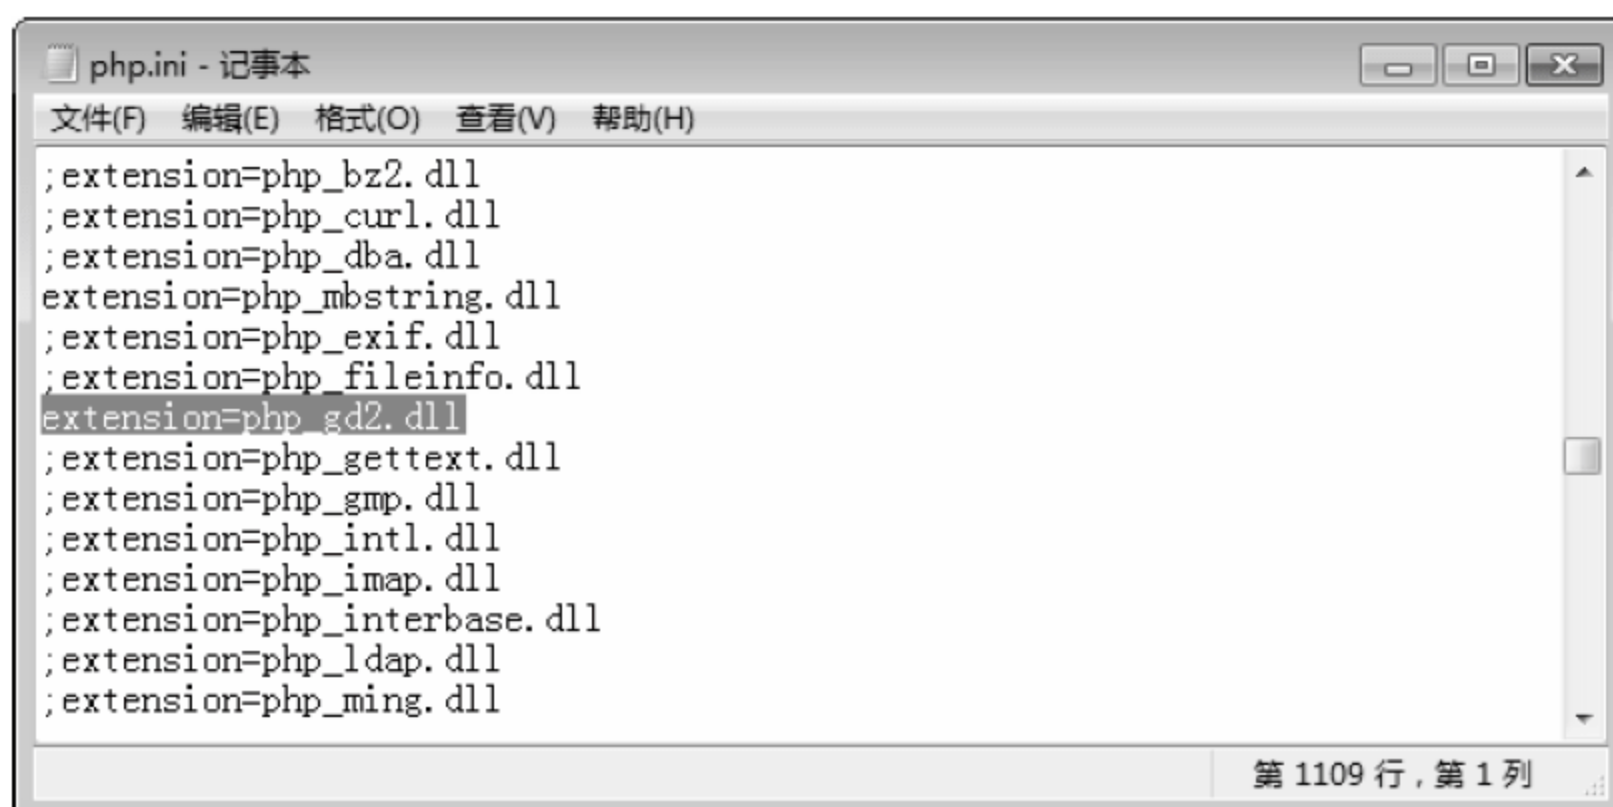 php.ini - 记事本
文件(F) 编辑(E) 格式(O) 查看(V) 帮助(H)
;extension=php_bz2.dll
;extension=php_curl.dll
;extension=php_dba.dll
extension=php_mbstring.dll
;extension=php_exif.dll
;extension=php_fileinfo.dll
extension=php_gd2.dll
;extension=php_gettext.dll
;extension=php_gmp.dll
;extension=php_intl.dll
;extension=php_imap.dll
;extension=php_interbase.dll
;extension=php_ldap.dll
;extension=php_ming.dll
第 1109 行，第 1 列